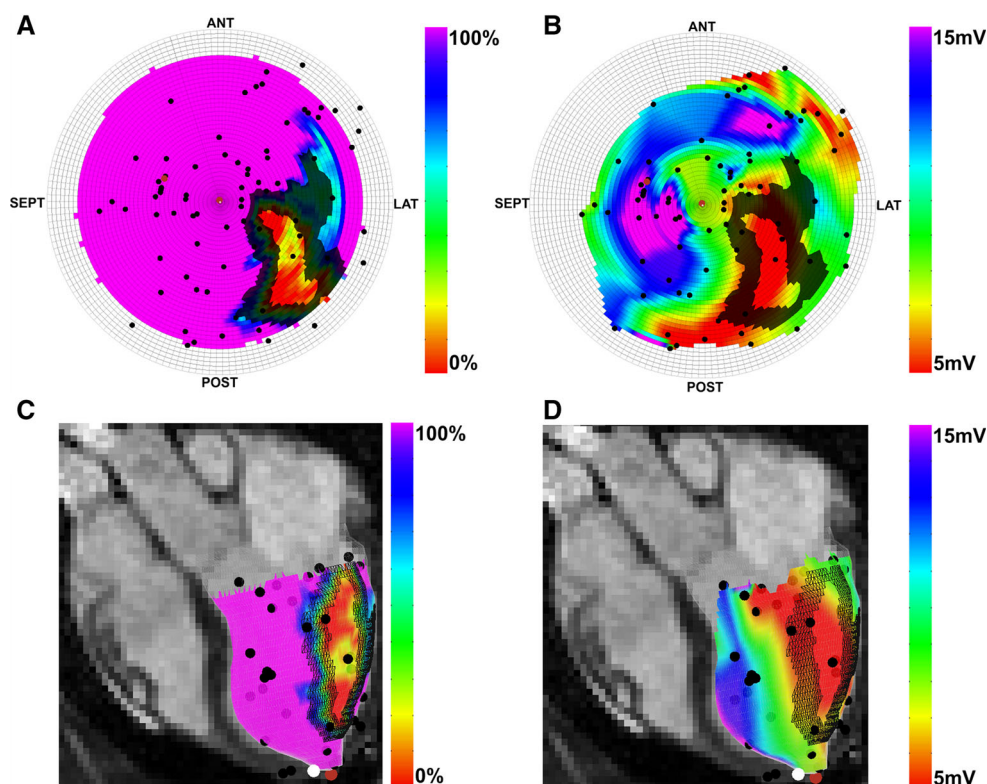 A
ANT
SEPT
LAT
POST
100%
0%
B
ANT
SEPT
LAT
POST
15mV
5mV
C
100%
0%
D
15mV
5mV